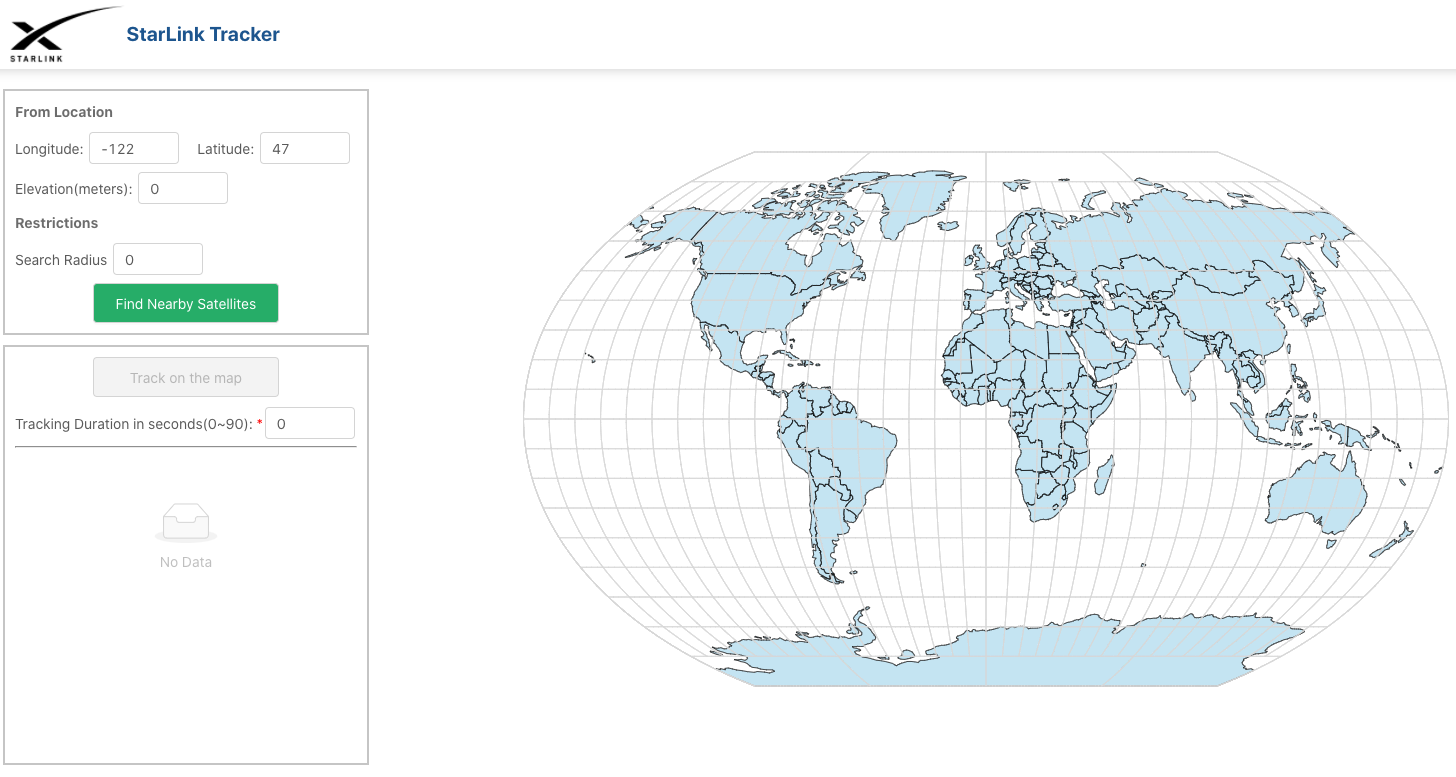 STARLINK
StarLink Tracker
From Location
Longitude: -122 Latitude: 47
Elevation(meters): 0
Restrictions
Search Radius 0
Find Nearby Satellites
Track on the map
Tracking Duration in seconds(0~90): * 0
No Data